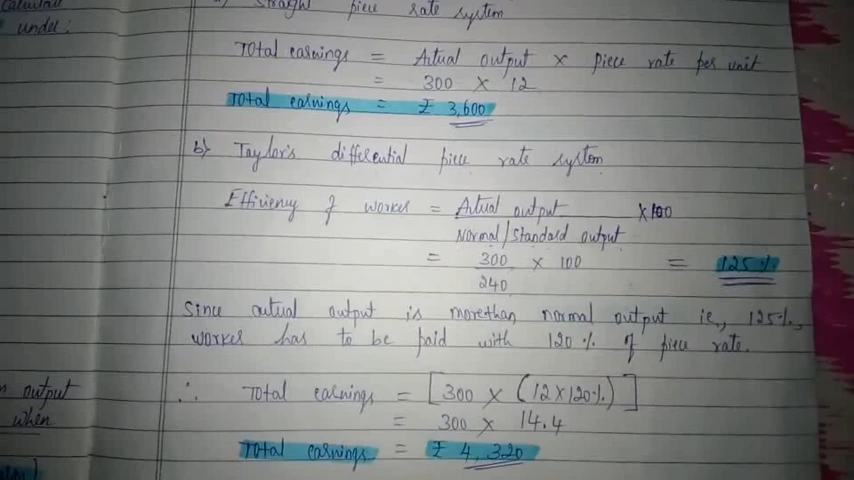 a) Straight piece rate system
under:
Total earnings = Actual output × piece rate per unit
= 300 × 12
Total earnings = ₹ 3,600
b) Taylor's differential piece rate system
Efficiency of worker = Actual output ×100
Normal/Standard output
= 300 × 100 = 125%
240
Since actual output is more than normal output ie., 125%,
worker has to be paid with 120% of piece rate.
output
∴ Total earnings = [300 × (12×120%)]
when
= 300 × 14.4
Total earnings = ₹ 4,320